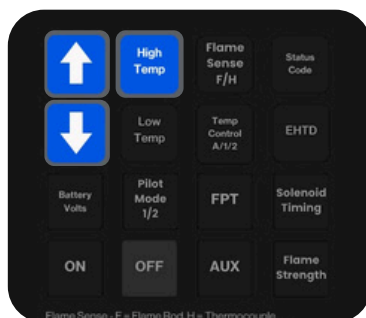 High
Temp
Flame
Sense
F/H
Status
Code
Low
Temp
Temp
Control
A/1/2
EHTD
Battery
Volts
Pilot
Mode
1/2
FPT
Solenoid
Timing
ON
OFF
AUX
Flame
Strength
Flame Sense - F = Flame Rod H = Thermocouple